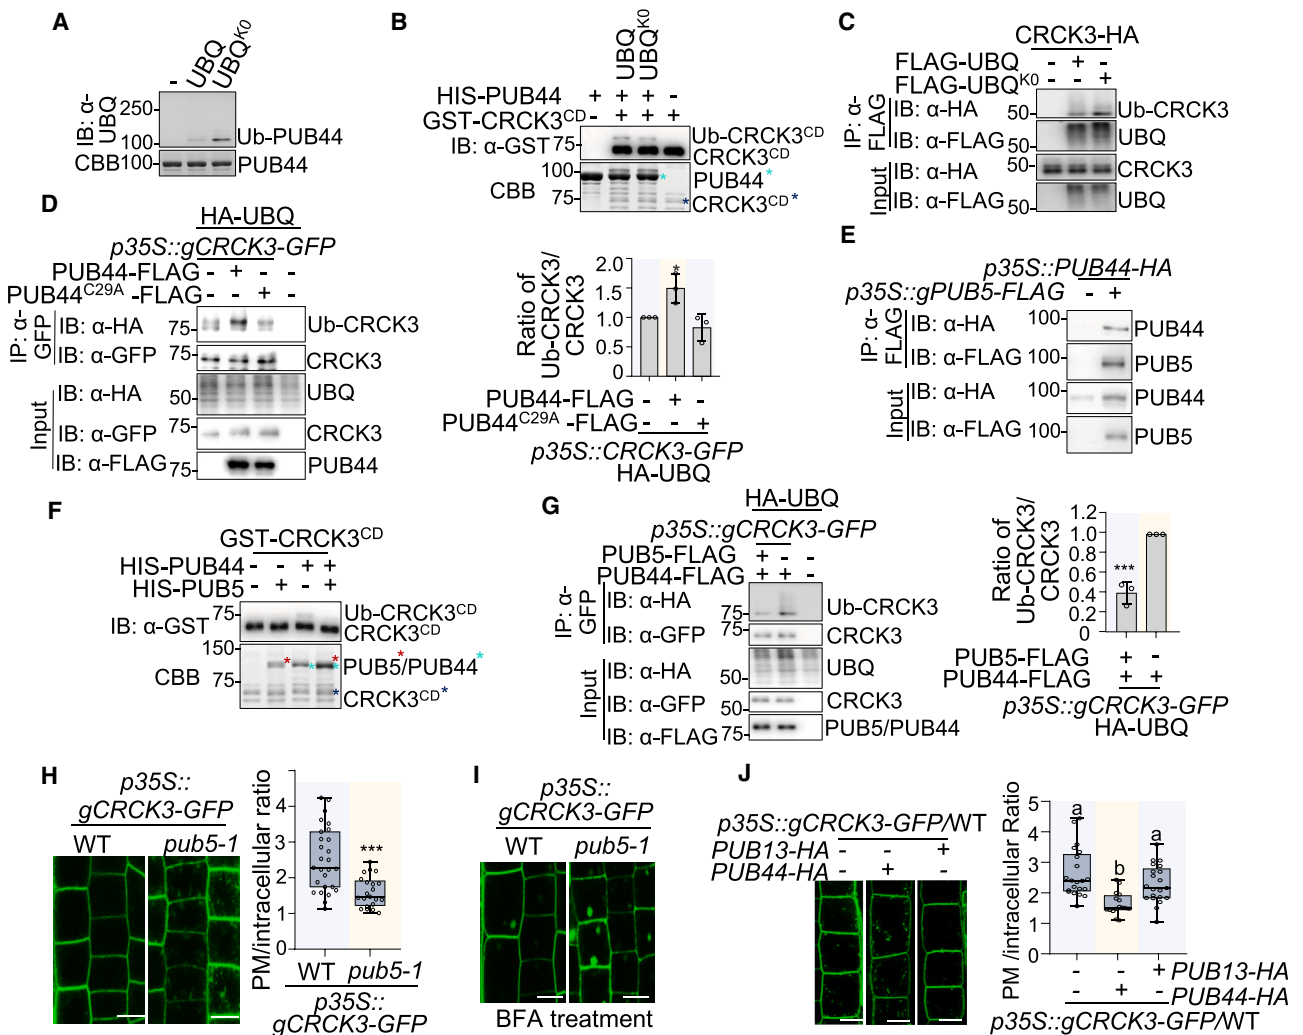 A
-
UBQ
UBQK0
IB: α-
UBQ
250
100
Ub-PUB44
CBB
100
PUB44
B
UBQ
UBQK0
HIS-PUB44 + + + -
GST-CRCK3CD - + + +
IB: α-GST
75
Ub-CRCK3CD
CRCK3CD
CBB
100
75
*
PUB44 *
* CRCK3CD *
C
CRCK3-HA
FLAG-UBQ - + -
FLAG-UBQK0 - - +
IP: α-
FLAG
IB: α-HA
50
Ub-CRCK3
IB: α-FLAG
UBQ
Input
IB: α-HA
50
CRCK3
IB: α-FLAG
50
UBQ
D
HA-UBQ
p35S::gCRCK3-GFP
PUB44-FLAG - + - -
PUB44C29A -FLAG - - + -
IP: α-
GFP
IB: α-HA
75
Ub-CRCK3
IB: α-GFP
75
CRCK3
Input
IB: α-HA
50
UBQ
IB: α-GFP
CRCK3
IB: α-FLAG
75
PUB44
Ratio of
Ub-CRCK3/
CRCK3
2.0
1.5
1.0
0.5
0.0
*
PUB44-FLAG - + -
PUB44C29A -FLAG - - +
p35S::CRCK3-GFP
HA-UBQ
E
p35S::PUB44-HA
p35S::gPUB5-FLAG - +
IP: α-
FLAG
IB: α-HA
100
PUB44
IB: α-FLAG
100
PUB5
Input
IB: α-HA
100
PUB44
IB: α-FLAG
100
PUB5
F
GST-CRCK3CD
HIS-PUB44 - - + +
HIS-PUB5 - + - +
IB: α-GST
75
Ub-CRCK3CD
CRCK3CD
CBB
150
75
* * * *
PUB5*/PUB44 *
* CRCK3CD *
G
HA-UBQ
p35S::gCRCK3-GFP
PUB5-FLAG + - -
PUB44-FLAG + + -
IP: α-
GFP
IB: α-HA
75
Ub-CRCK3
IB: α-GFP
75
CRCK3
Input
IB: α-HA
UBQ
IB: α-GFP
50
CRCK3
IB: α-FLAG
75
PUB5/PUB44
Ratio of
Ub-CRCK3/
CRCK3
1.2
1.0
0.8
0.6
0.4
0.2
***
PUB5-FLAG + -
PUB44-FLAG + +
p35S::gCRCK3-GFP
HA-UBQ
H
p35S::
gCRCK3-GFP
WT pub5-1
PM/intracellular ratio
4
3
2
1
0
***
WT pub5-1
p35S::
gCRCK3-GFP
I
p35S::
gCRCK3-GFP
WT pub5-1
BFA treatment
J
p35S::gCRCK3-GFP/WT
PUB13-HA - - +
PUB44-HA - + -
PM /intracellular Ratio
5
4
3
2
1
0
a
b
a
- - + PUB13-HA
- + - PUB44-HA
p35S::gCRCK3-GFP/WT